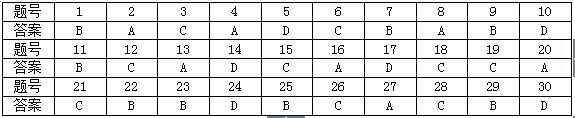 题号 1 2 3 4 5 6 7 8 9 10
答案 B A C A D C B A B D
题号 11 12 13 14 15 16 17 18 19 20
答案 B C A D C A D C C A
题号 21 22 23 24 25 26 27 28 29 30
答案 C B B D B C A C B D